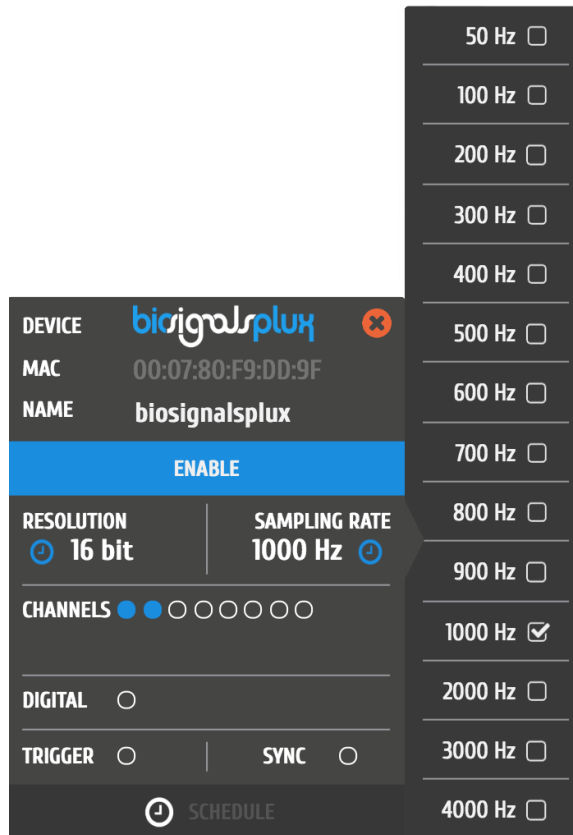 DEVICE biosignalsplux
MAC 00:07:80:F9:DD:9F
NAME biosignalsplux
ENABLE
RESOLUTION SAMPLING RATE
16 bit 1000 Hz
CHANNELS
DIGITAL
TRIGGER SYNC
SCHEDULE
50 Hz
100 Hz
200 Hz
300 Hz
400 Hz
500 Hz
600 Hz
700 Hz
800 Hz
900 Hz
1000 Hz
2000 Hz
3000 Hz
4000 Hz